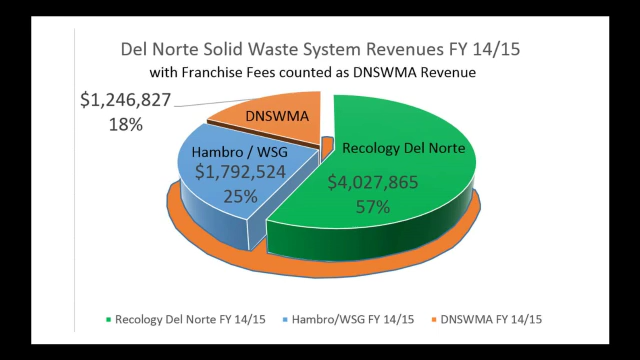 Del Norte Solid Waste System Revenues FY 14/15
with Franchise Fees counted as DNSWMA Revenue
$1,246,827
18%
DNSWMA
Hambro / WSG
$1,792,524
25%
Recology Del Norte
$4,027,865
57%
Recology Del Norte FY 14/15 Hambro/WSG FY 14/15 DNSWMA FY 14/15